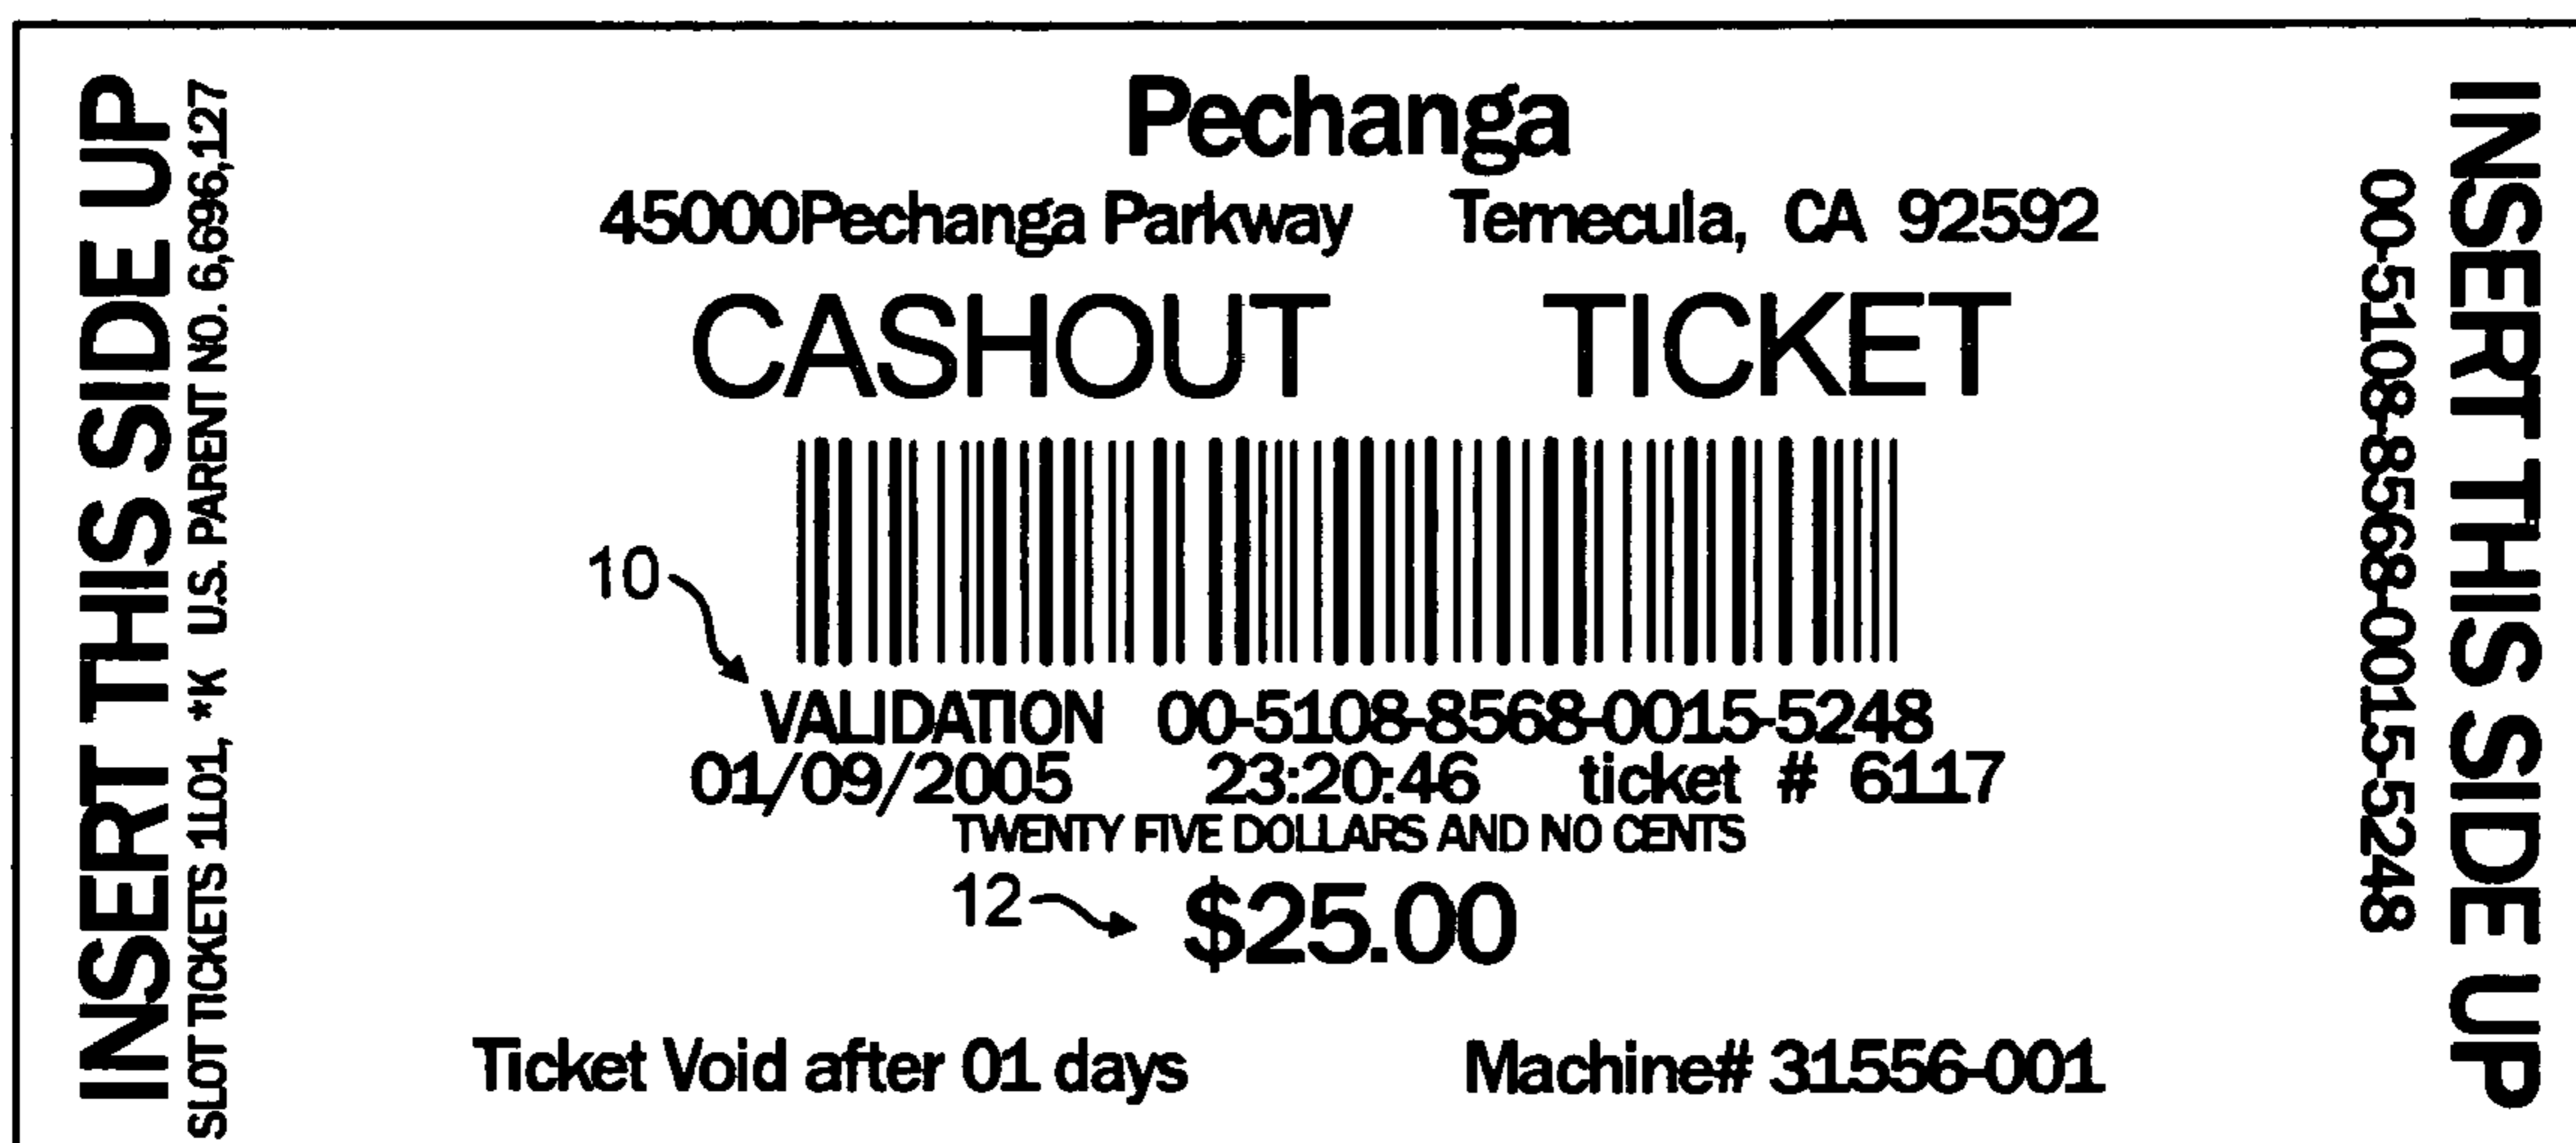 INSERT THIS SIDE UP
SLOT TICKETS 1L01, *K U.S. PARENT NO. 6,696,127
Pechanga
45000Pechanga Parkway Temecula, CA 92592
CASHOUT TICKET
10
VALIDATION 00-5108-8568-0015-5248
01/09/2005 23:20:46 ticket # 6117
TWENTY FIVE DOLLARS AND NO CENTS
12 $25.00
Ticket Void after 01 days Machine# 31556-001
00-5108-8568-0015-5248
INSERT THIS SIDE UP